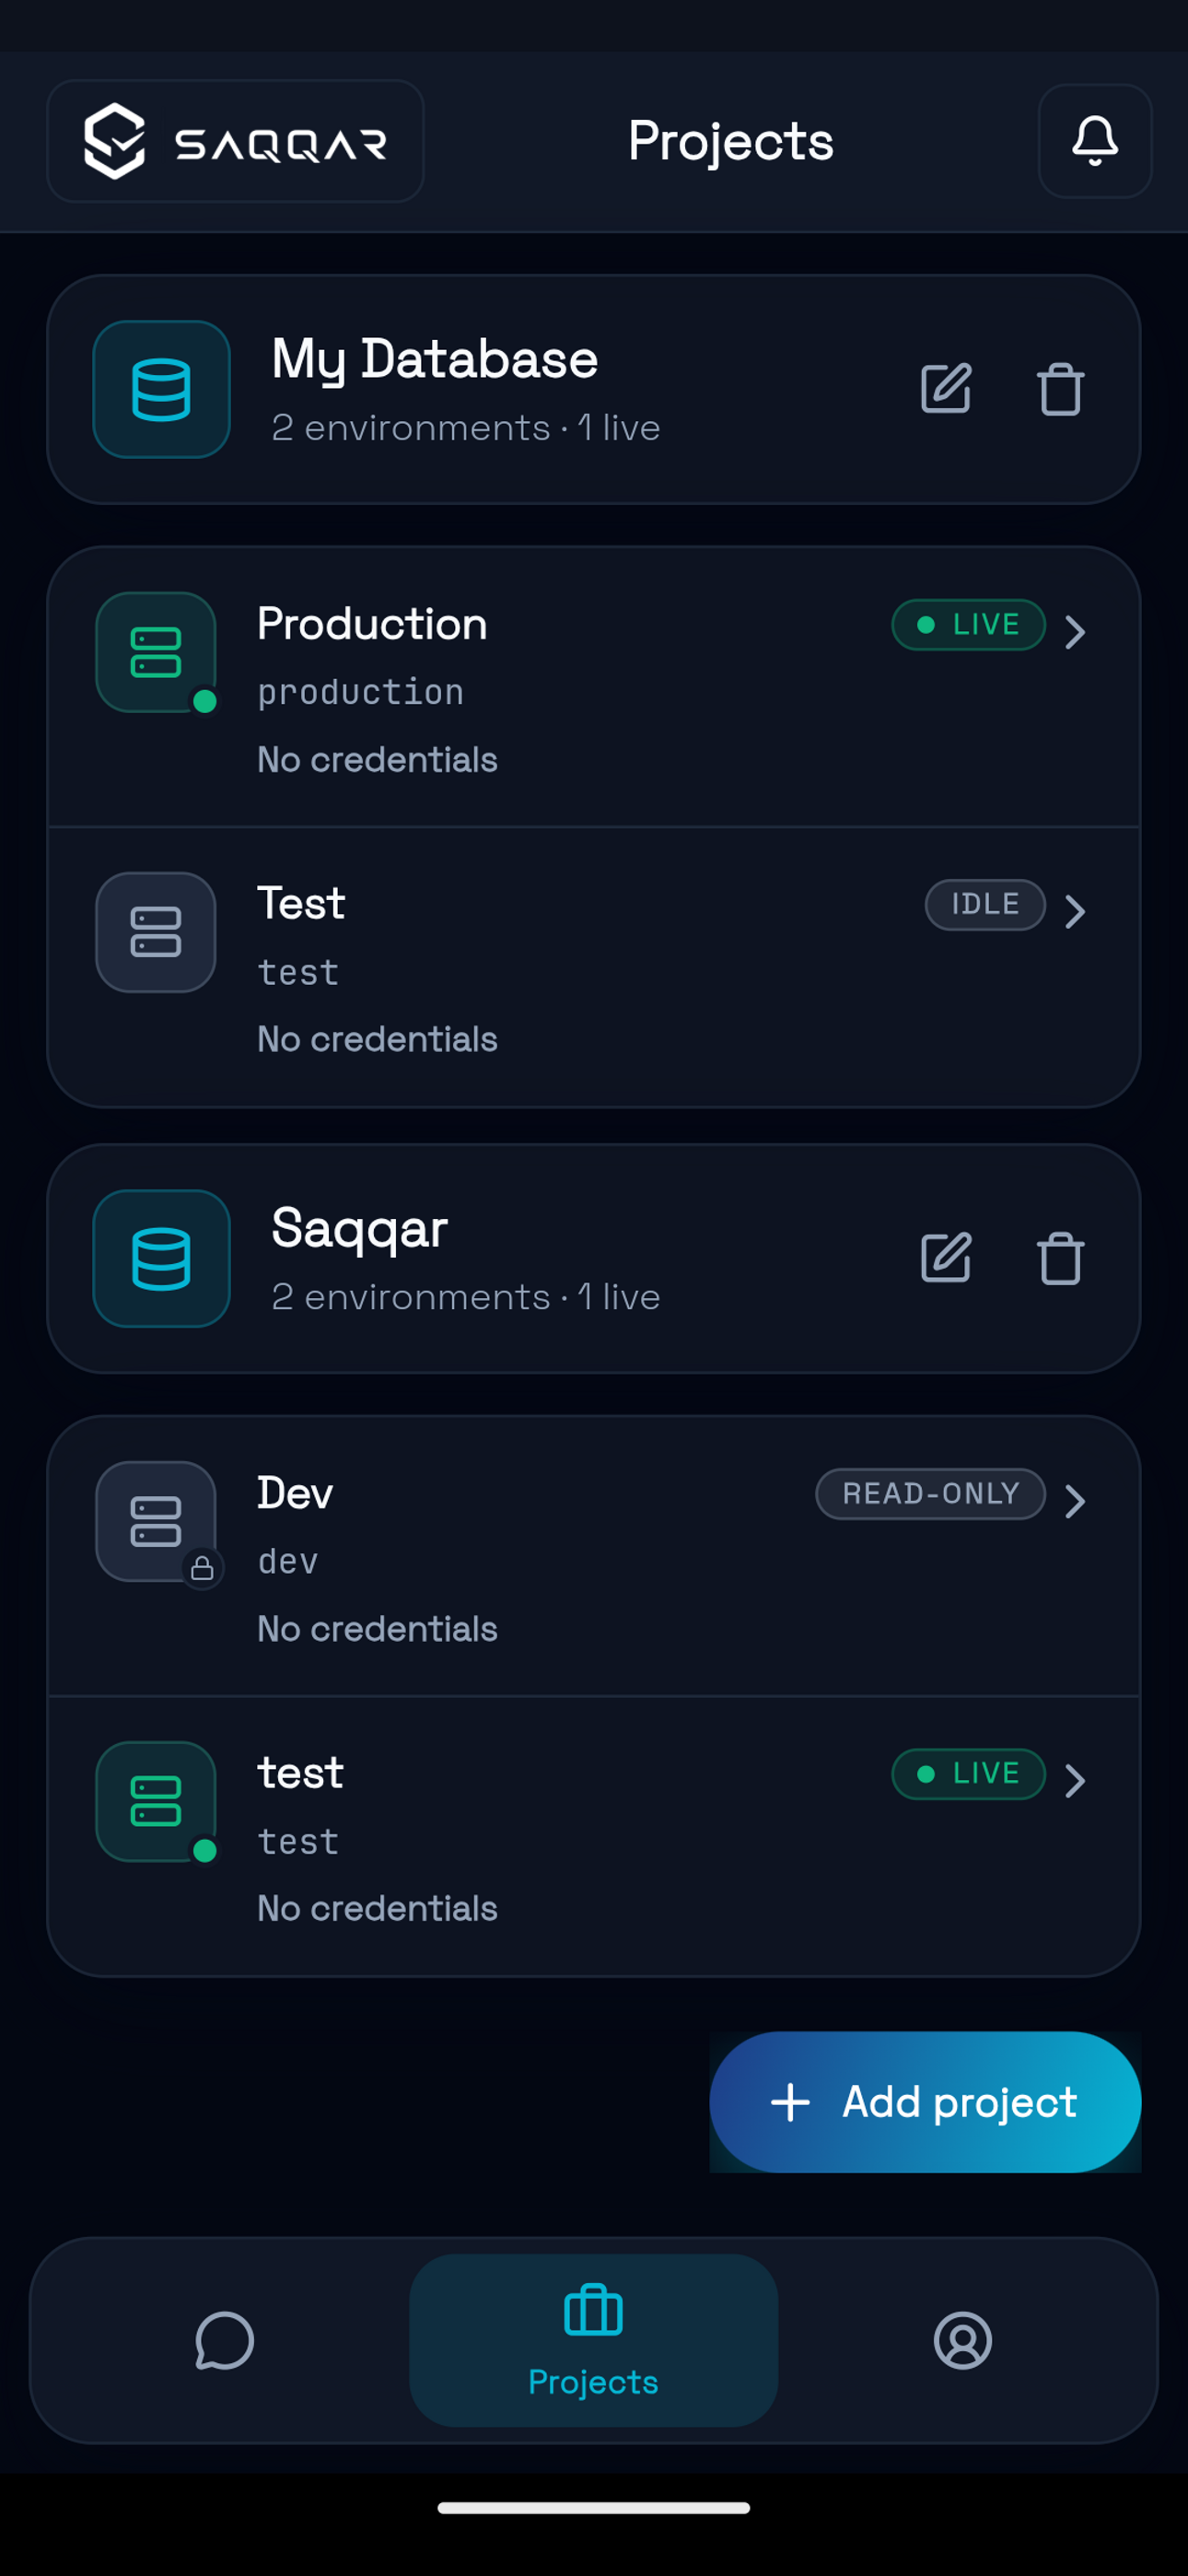 SAQQAR
Projects
My Database
2 environments · 1 live
Production
LIVE
production
No credentials
Test
IDLE
test
No credentials
Saqqar
2 environments · 1 live
Dev
READ-ONLY
dev
No credentials
test
LIVE
test
No credentials
Add project
Projects